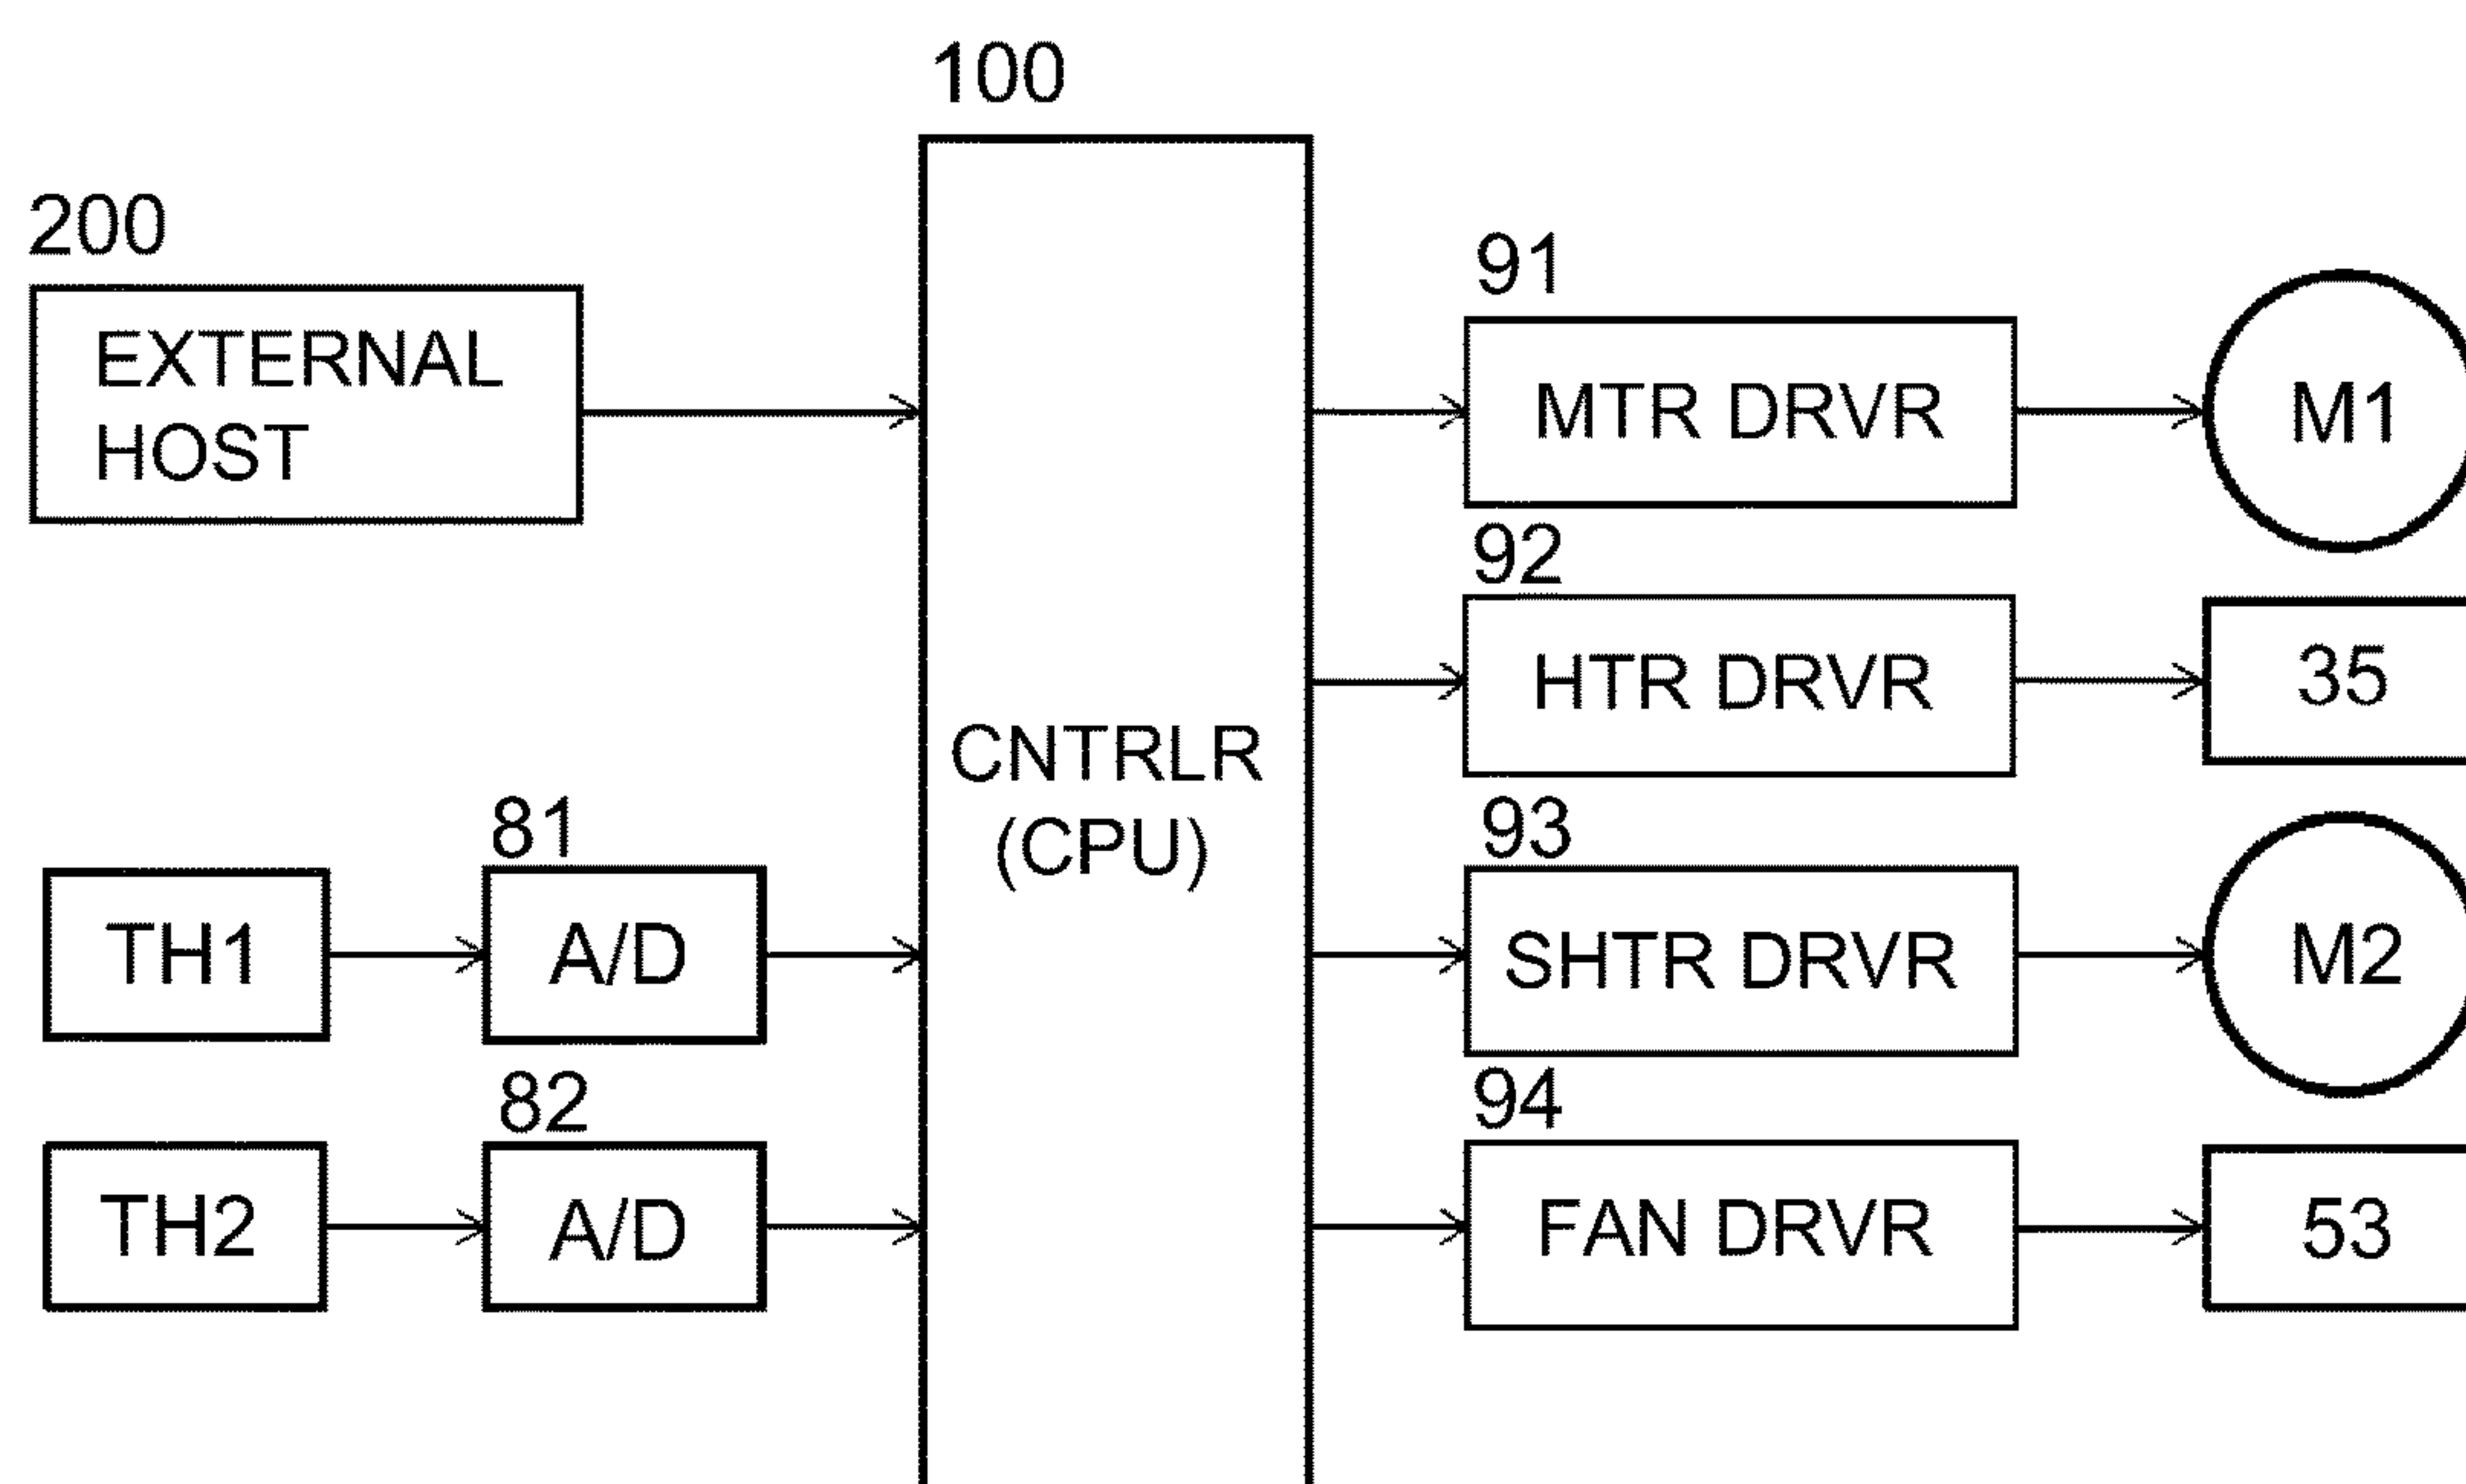 100
200
EXTERNAL
HOST
91
MTR DRVR
M1
92
HTR DRVR
35
CNTRLR
(CPU)
81
TH1
A/D
93
SHTR DRVR
M2
82
TH2
A/D
94
FAN DRVR
53